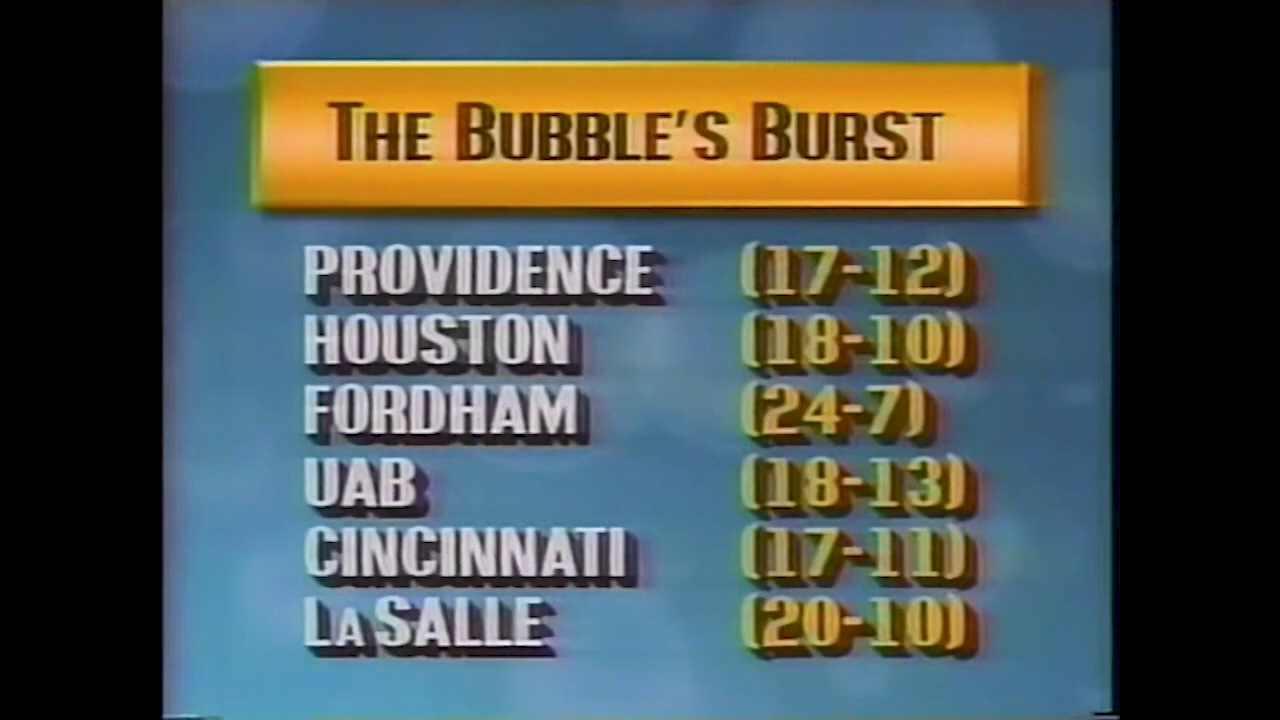 THE BUBBLE'S BURST
PROVIDENCE (17-12)
HOUSTON (18-10)
FORDHAM (24-7)
UAB (18-13)
CINCINNATI (17-11)
LA SALLE (20-10)